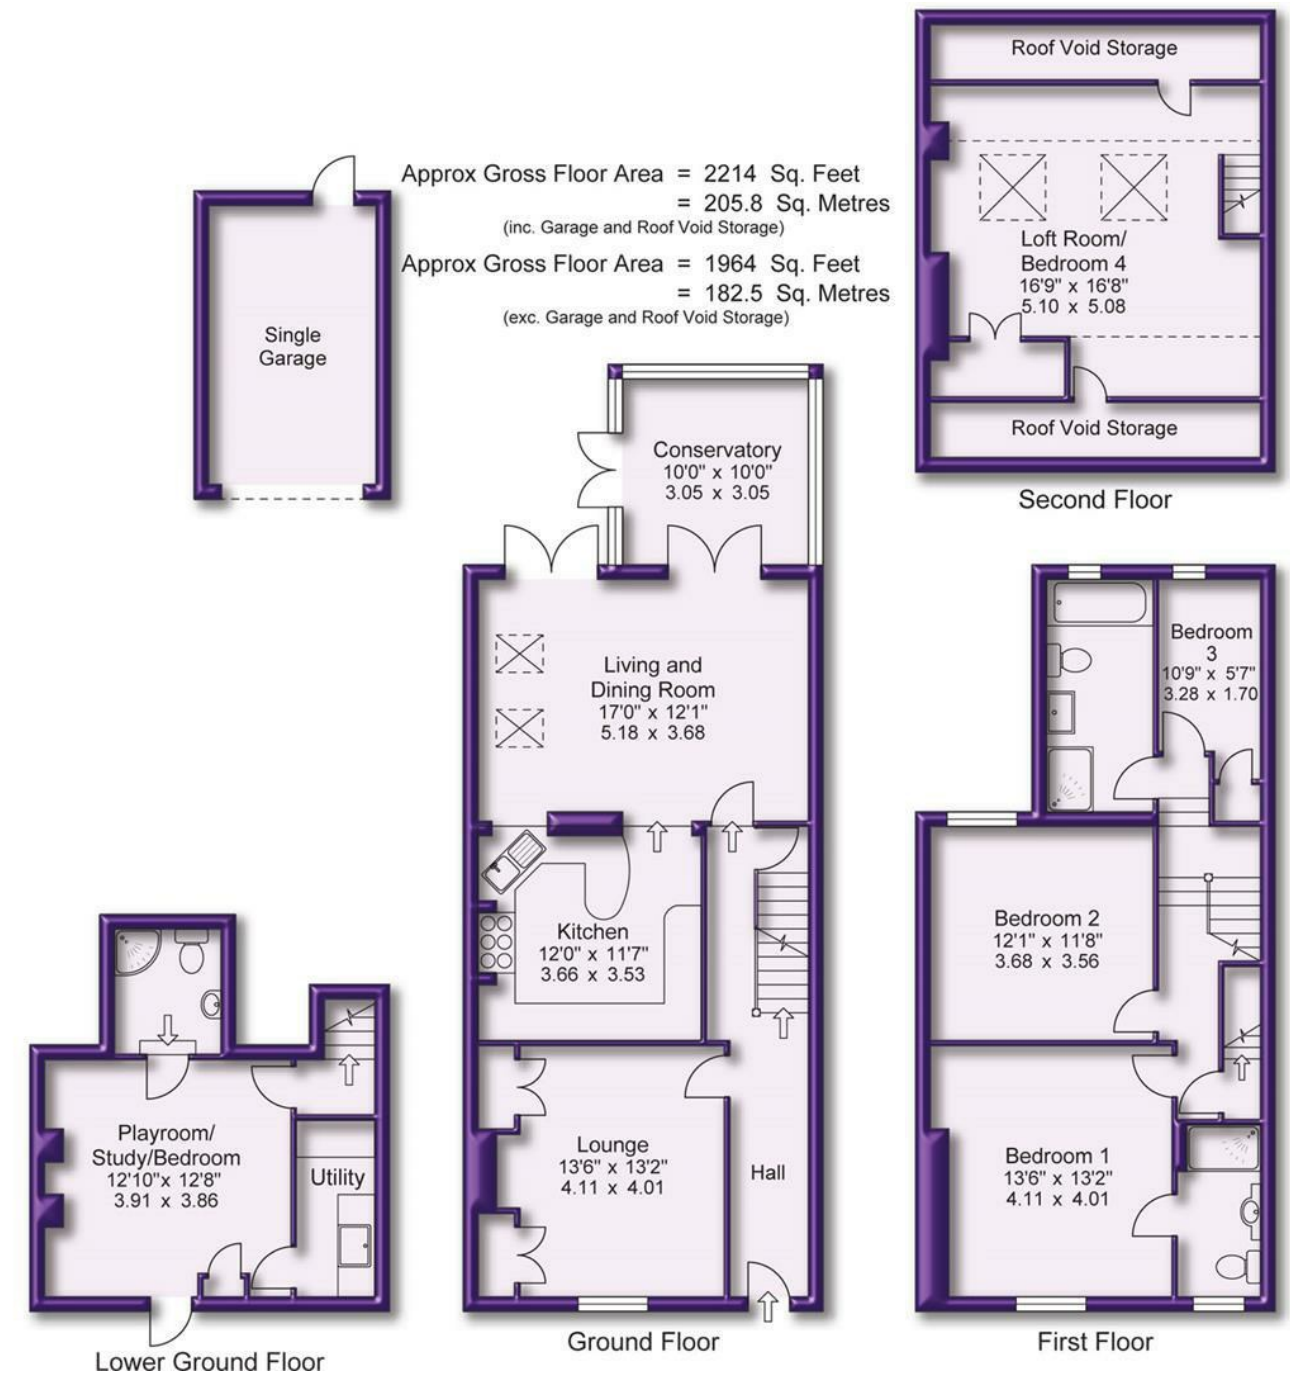 Roof Void Storage
Loft Room/
Bedroom 4
16'9" x 16'8"
5.10 x 5.08
Roof Void Storage
Second Floor
Approx Gross Floor Area = 2214 Sq. Feet
= 205.8 Sq. Metres
(inc. Garage and Roof Void Storage)
Approx Gross Floor Area = 1964 Sq. Feet
= 182.5 Sq. Metres
(exc. Garage and Roof Void Storage)
Single
Garage
Conservatory
10'0" x 10'0"
3.05 x 3.05
Living and
Dining Room
17'0" x 12'1"
5.18 x 3.68
Kitchen
12'0" x 11'7"
3.66 x 3.53
Lounge
13'6" x 13'2"
4.11 x 4.01
Hall
Ground Floor
Bedroom
3
10'9" x 5'7"
3.28 x 1.70
Bedroom 2
12'1" x 11'8"
3.68 x 3.56
Bedroom 1
13'6" x 13'2"
4.11 x 4.01
First Floor
Playroom/
Study/Bedroom
12'10"x 12'8"
3.91 x 3.86
Utility
Lower Ground Floor